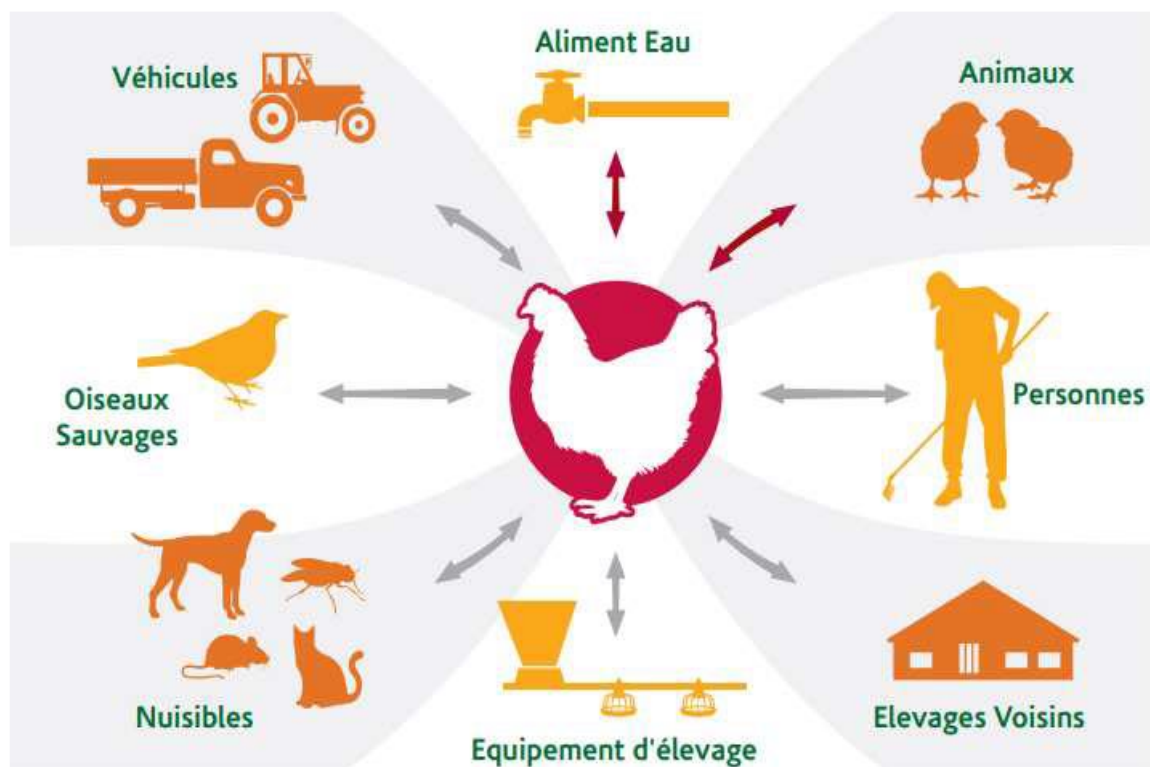 Aliment Eau
Véhicules
Animaux
Oiseaux
Sauvages
Personnes
Nuisibles
Equipement d'élevage
Elevages Voisins